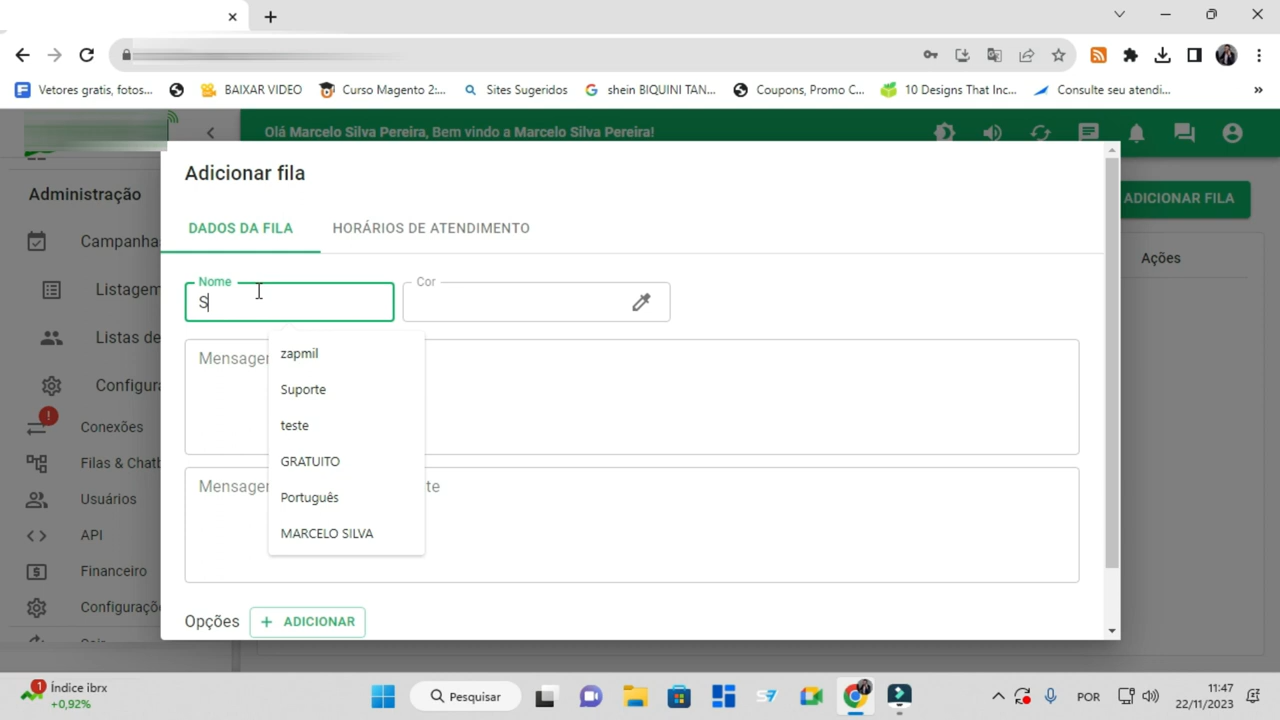 Vetores gratis, fotos...
BAIXAR VIDEO
Curso Magento 2:...
Sites Sugeridos
shein BIQUINI TAN...
Coupons, Promo C...
10 Designs That Inc...
Consulte seu atendi...
»
Olá Marcelo Silva Pereira, Bem vindo a Marcelo Silva Pereira!
Administração
Adicionar fila
ADICIONAR FILA
DADOS DA FILA
HORÁRIOS DE ATENDIMENTO
Campanha
Ações
Nome
Cor
Listagem
S
Listas de
zapmil
Mensagem
Configura
Suporte
Conexões
teste
Filas & Chatb
GRATUITO
Mensagem
te
Usuários
Português
API
MARCELO SILVA
Financeiro
Configuraçõe
Opções
+ ADICIONAR
1
Índice ibrx
+0,92%
Pesquisar
POR
11:47
22/11/2023